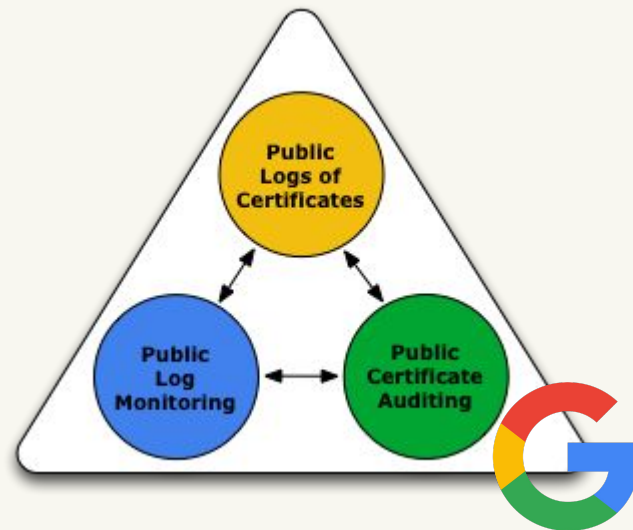 Public
Logs of
Certificates
Public
Log
Monitoring
Public
Certificate
Auditing
G